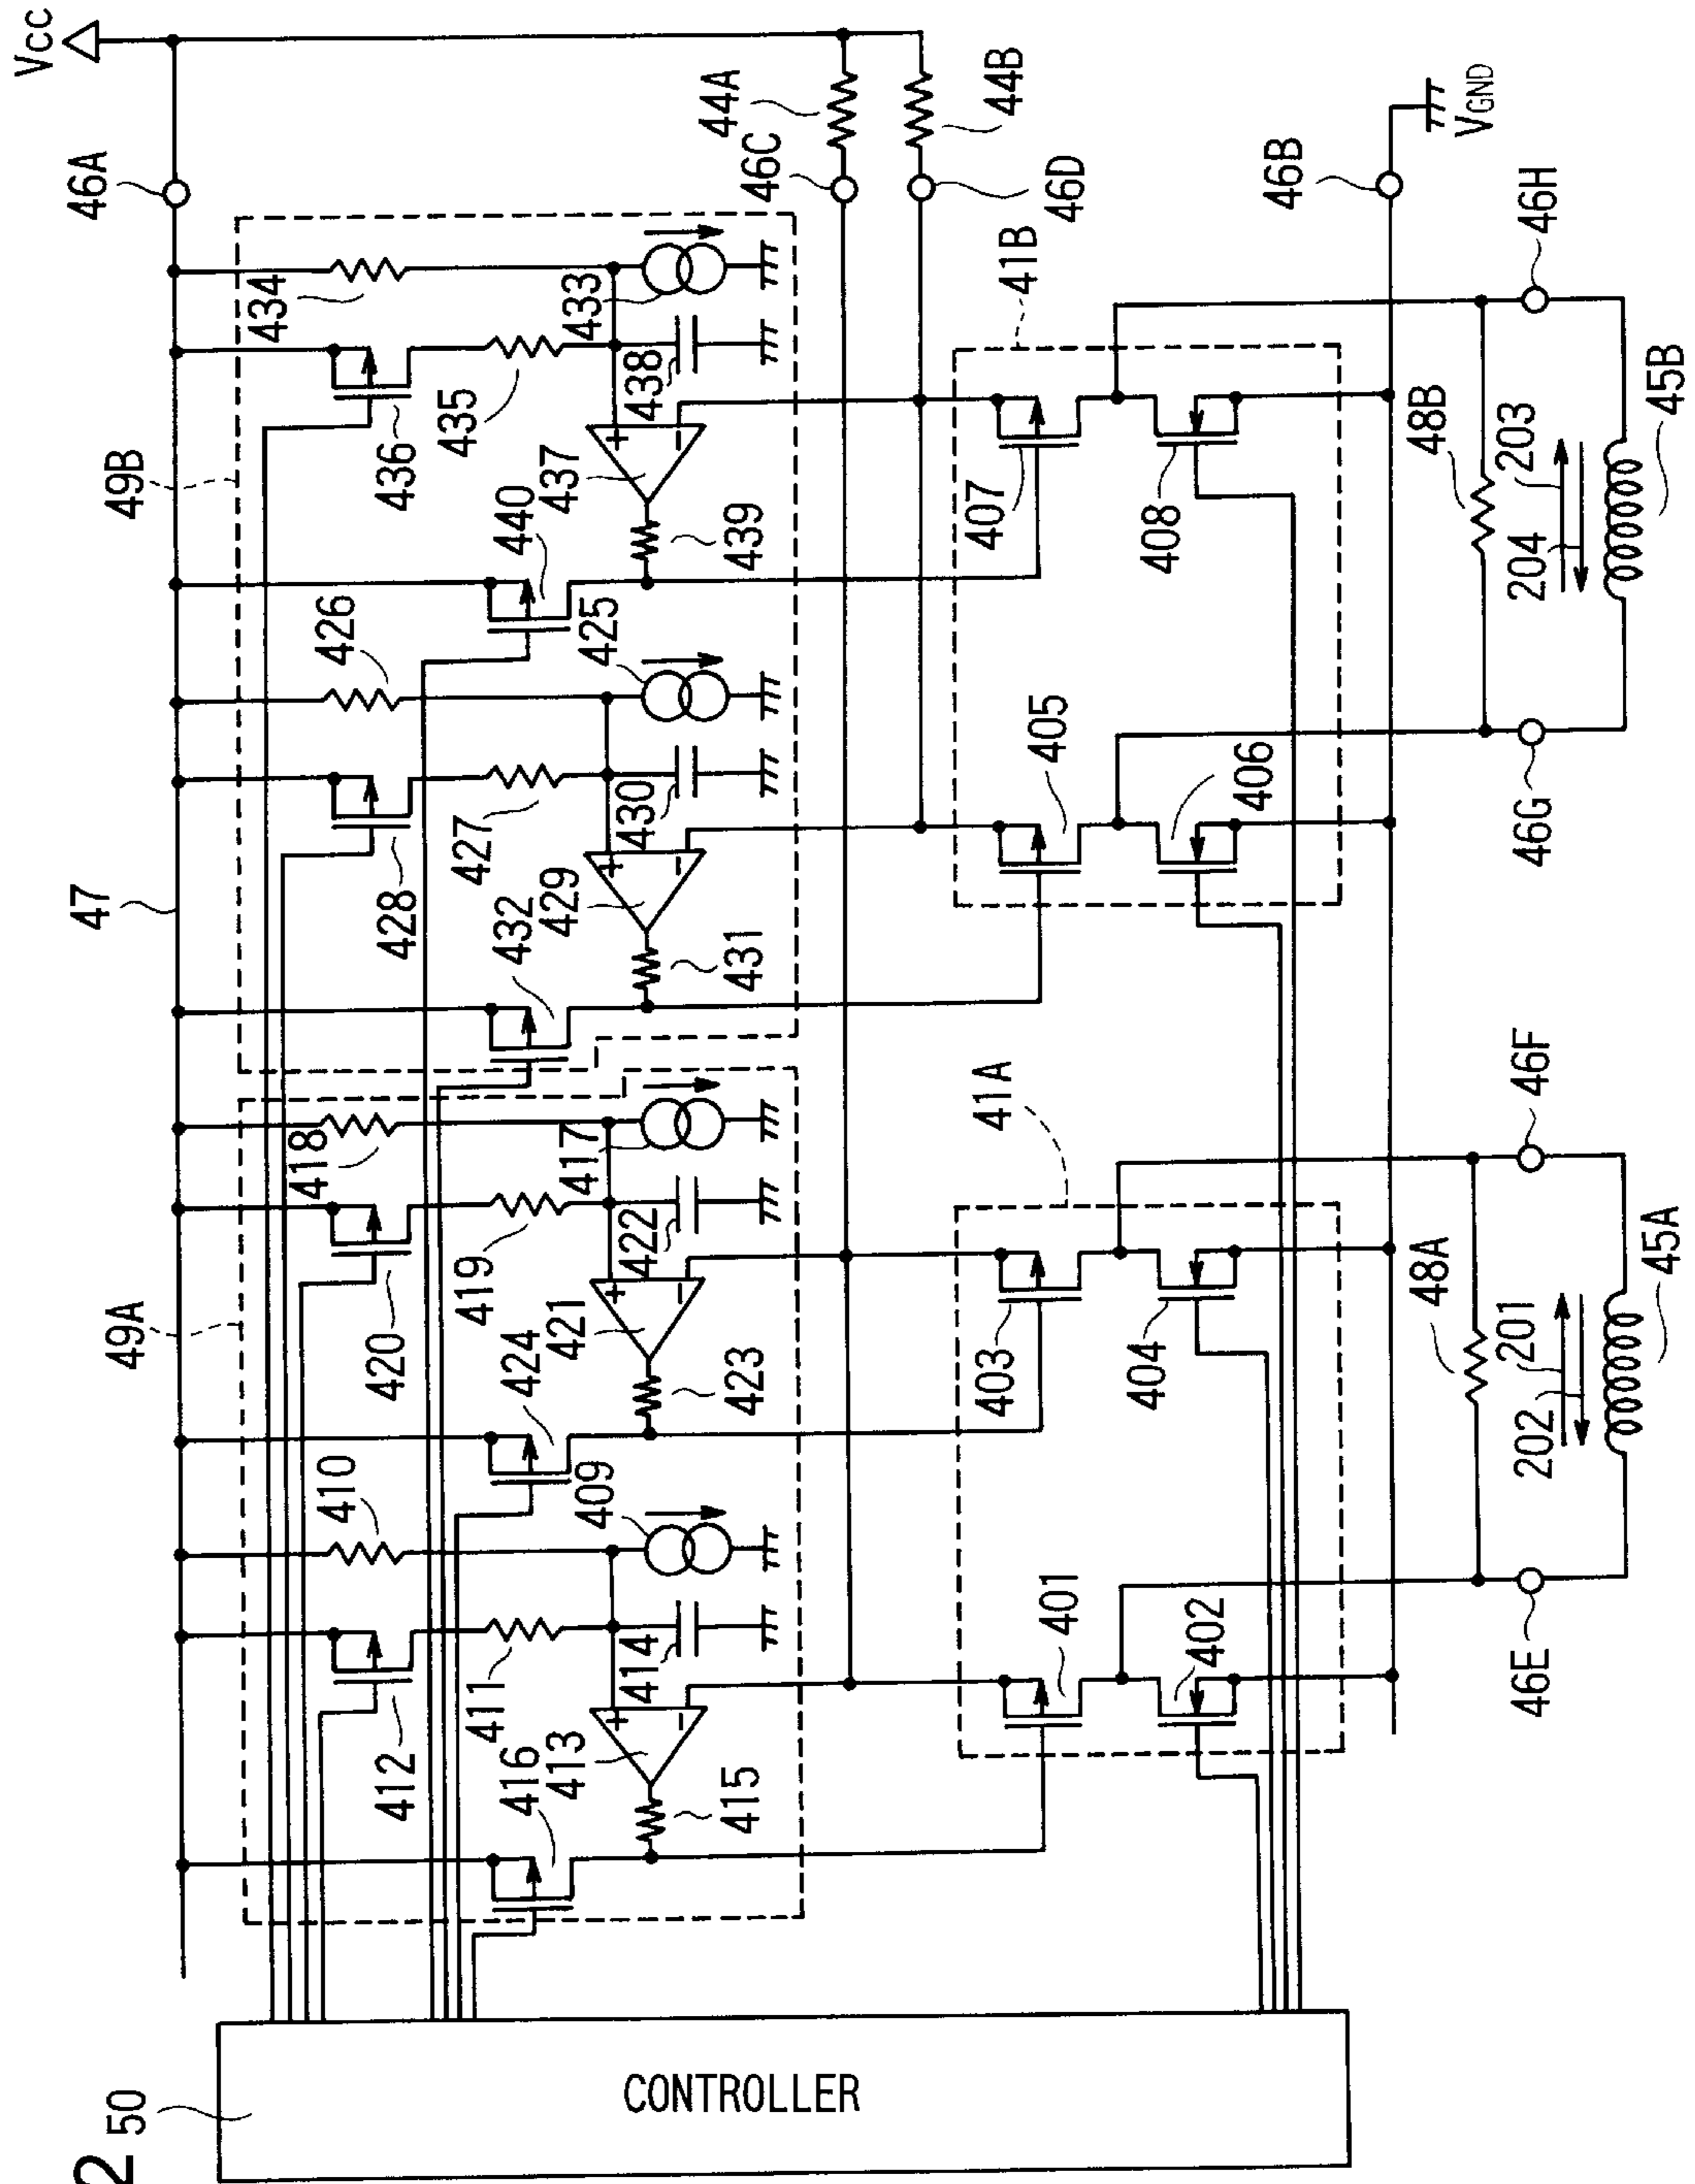 2
50
CONTROLLER
Vcc
46A
47
49A
49B
434
436
435
433
438
437
440
439
426
428
427
425
430
429
432
431
418
420
419
417
422
421
424
423
410
412
411
409
414
413
416
415
44A
44B
46C
46D
41B
41A
407
408
405
406
403
404
401
402
46B
VGND
46H
46G
46F
46E
48B
203
204
45B
48A
201
202
45A
+
−
+
−
+
−
+
−